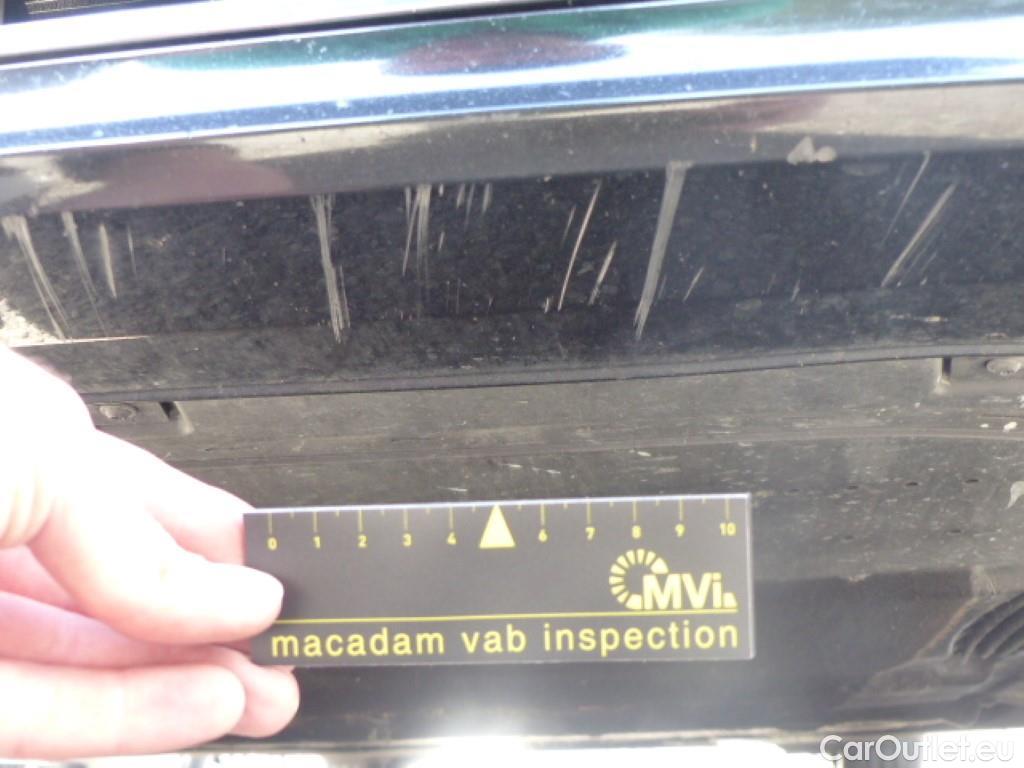 0 1 2 3 4 6 7 8 9 10
MVi.
macadam vab inspection
CarOutlet.eu